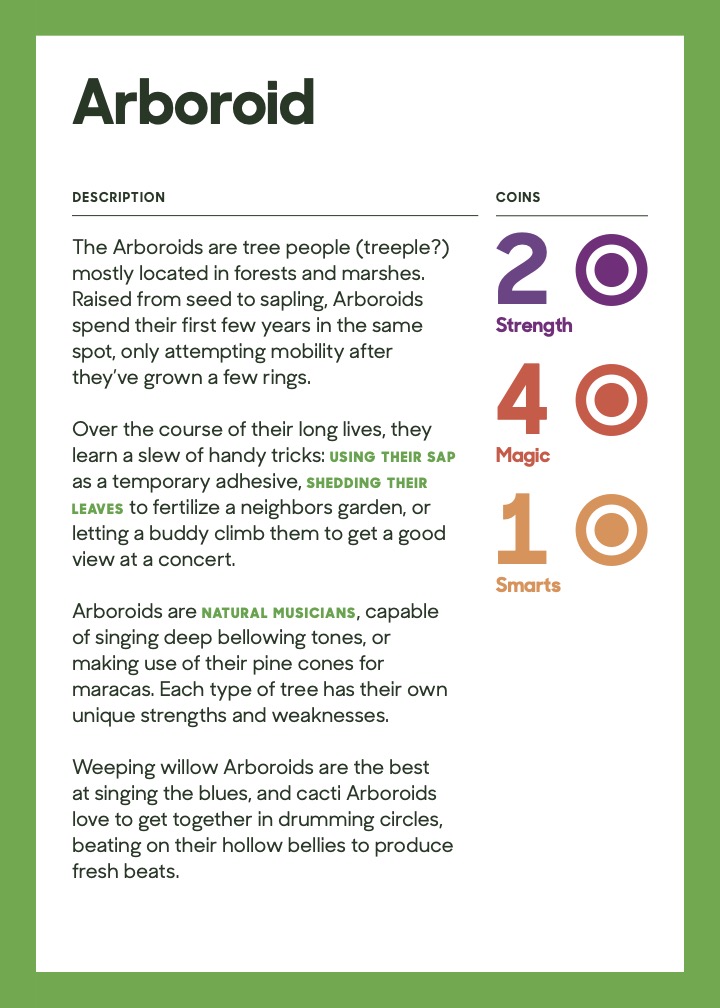 Arboroid
DESCRIPTION
The Arboroids are tree people (treeple?)
mostly located in forests and marshes.
Raised from seed to sapling, Arboroids
spend their first few years in the same
spot, only attempting mobility after
they’ve grown a few rings.
Over the course of their long lives, they
learn a slew of handy tricks: USING THEIR SAP
as a temporary adhesive, SHEDDING THEIR
LEAVES to fertilize a neighbors garden, or
letting a buddy climb them to get a good
view at a concert.
Arboroids are NATURAL MUSICIANS, capable
of singing deep bellowing tones, or
making use of their pine cones for
maracas. Each type of tree has their own
unique strengths and weaknesses.
Weeping willow Arboroids are the best
at singing the blues, and cacti Arboroids
love to get together in drumming circles,
beating on their hollow bellies to produce
fresh beats.
COINS
2
Strength
4
Magic
1
Smarts